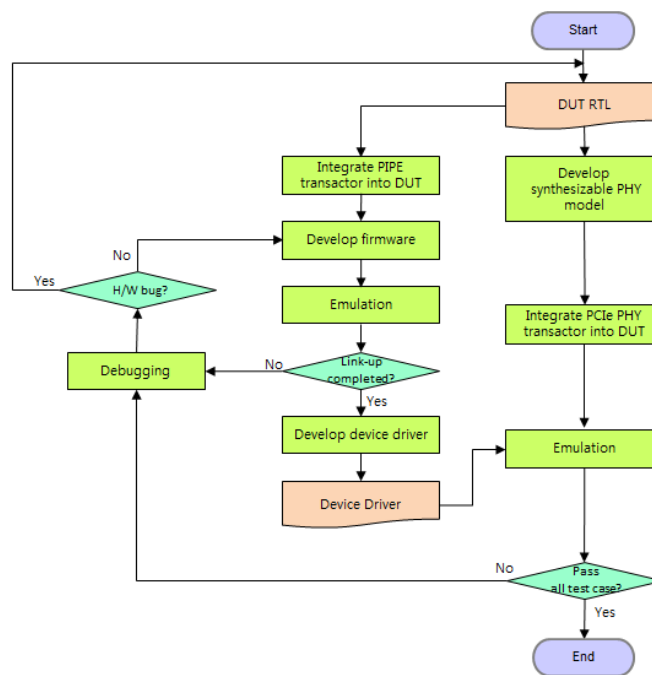 Start
DUT RTL
Integrate PIPE
transactor into DUT
Develop
synthesizable PHY
model
Develop firmware
No
Yes
H/W bug?
Emulation
Integrate PCIe PHY
transactor into DUT
Debugging
No
Link-up
completed?
Yes
Develop device driver
Emulation
Device Driver
No
Pass
all test case?
Yes
End